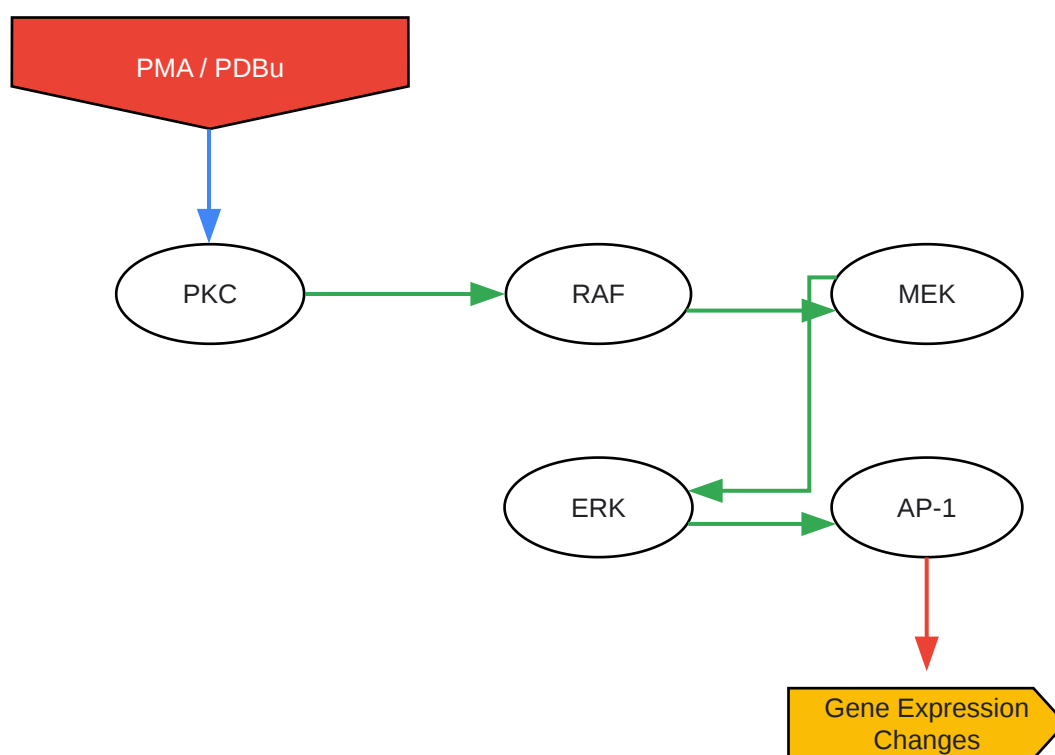 PMA / PDBu
PKC
RAF
MEK
ERK
AP-1
Gene Expression
Changes